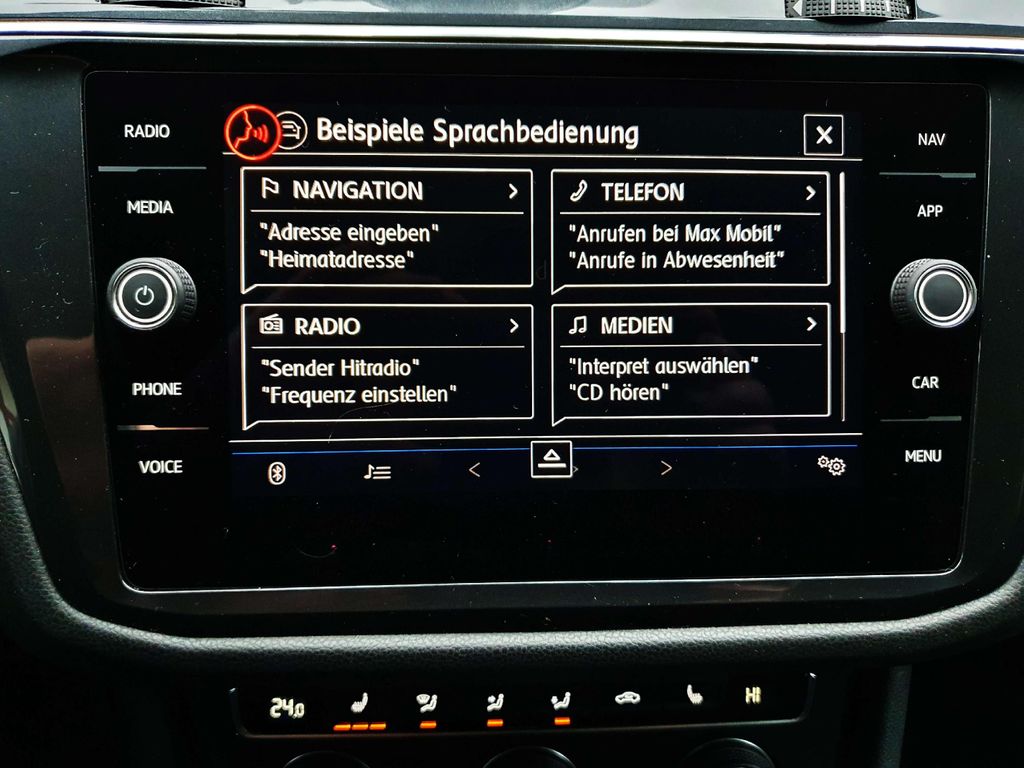 RADIO
MEDIA
PHONE
VOICE
Beispiele Sprachbedienung
X
NAVIGATION
"Adresse eingeben"
"Heimatadresse"
TELEFON
"Anrufen bei Max Mobil"
"Anrufe in Abwesenheit"
RADIO
"Sender Hitradio"
"Frequenz einstellen"
MEDIEN
"Interpret auswählen"
"CD hören"
NAV
APP
CAR
MENU
24.0
HI